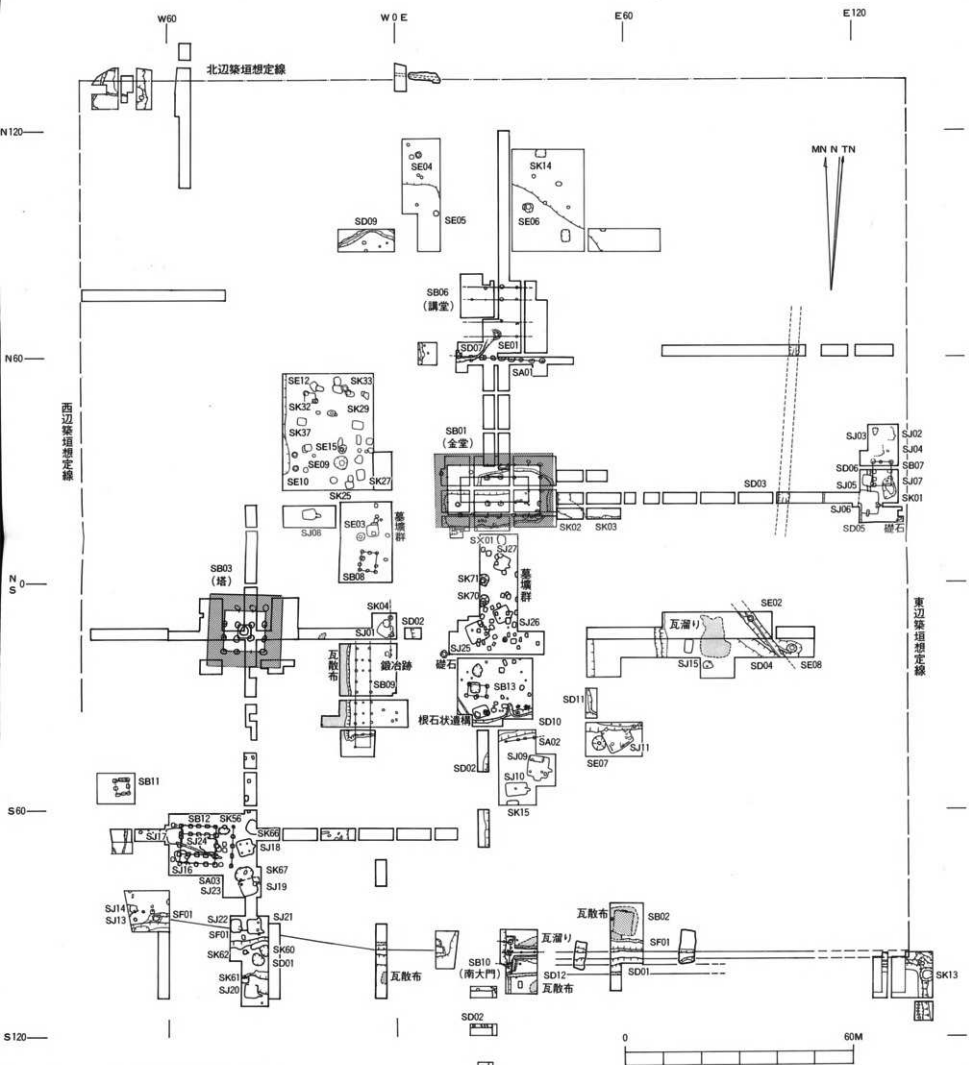 W60
W 0 E
E60
E120
北辺築垣想定線
N120
MN N TN
SE04
SK14
SE05
SE06
SD09
SB06
(講堂)
SD07
SE01
N60
SA01
西辺築垣想定線
SE12
SK33
SK32
SK29
SK37
SE15
SE09
SE10
SK27
SK25
SB01
(金堂)
SJ03
SJ02
SJ04
SD06
SB07
SD03
SJ05
SJ07
SK01
SJ06
SD05
礎石
SJ08
SE03
墓壙群
SB08
SK02
SK03
SX01
SJ27
SK71
墓壙群
SK70
N
S 0
SB03
(塔)
SK04
SD02
SJ01
SJ26
SJ25
礎石
瓦散布
鍛冶跡
SB09
瓦溜り
SE02
SJ15
SD04
SE08
東辺築垣想定線
SB13
根石状遺構
SD10
SD11
SA02
SD02
SJ09
SJ10
SK15
SJ11
SE07
SB11
S60
SB12
SK56
SJ17
SK66
SJ24
SJ18
SJ16
SK67
SA03
SJ23
SJ19
SJ14
SJ13
SF01
SJ22
SJ21
SF01
SK62
SK60
SD01
SK61
SJ20
瓦散布
瓦溜り
SB10
(南大門)
SD12
瓦散布
瓦散布
SB02
SF01
SD01
SK13
S120
SD02
0
60M